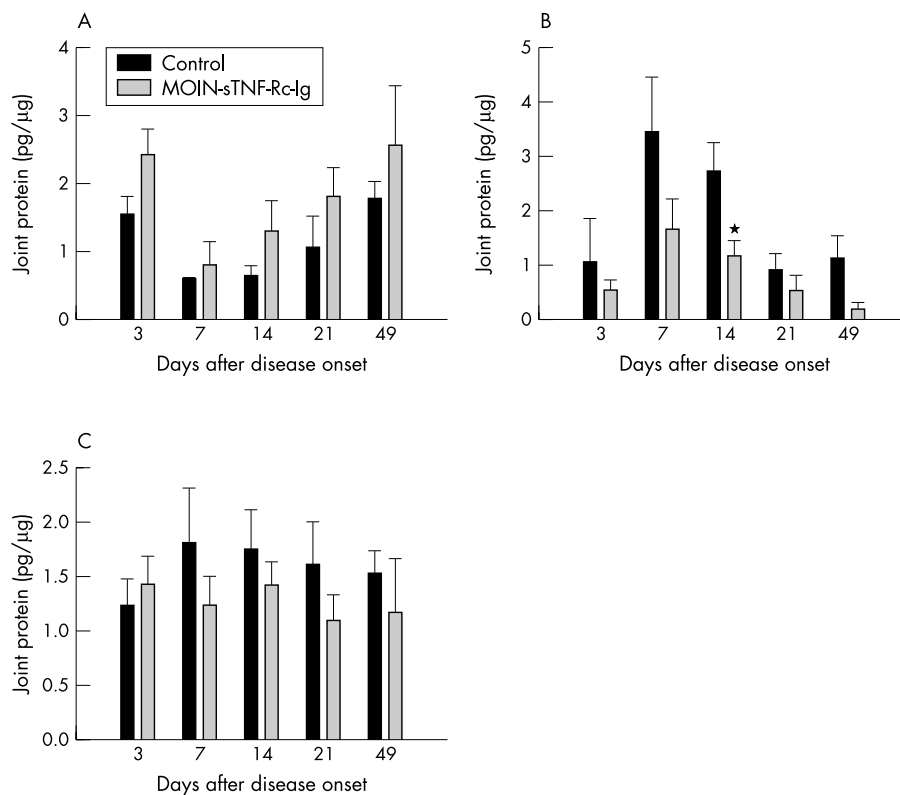 A
4
3
2
1
0
Joint protein (pg/μg)
Control
MOIN-sTNF-Rc-Ig
3 7 14 21 49
Days after disease onset
B
5
4
3
2
1
0
Joint protein (pg/μg)
★
3 7 14 21 49
Days after disease onset
C
2.5
2.0
1.5
1.0
0.5
0.0
Joint protein (pg/μg)
3 7 14 21 49
Days after disease onset